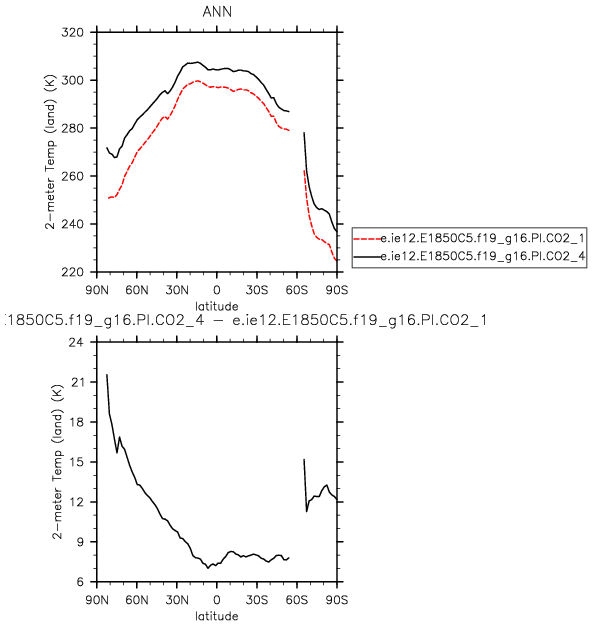 ANN
320
300
280
260
240
220
2-meter Temp (land) (K)
90N 60N 30N 0 30S 60S 90S
latitude
e.ie12.E1850C5.f19_g16.PI.CO2_1
e.ie12.E1850C5.f19_g16.PI.CO2_4
.1850C5.f19_g16.PI.CO2_4 - e.ie12.E1850C5.f19_g16.PI.CO2_1
24
21
18
15
12
9
6
2-meter Temp (land) (K)
90N 60N 30N 0 30S 60S 90S
latitude